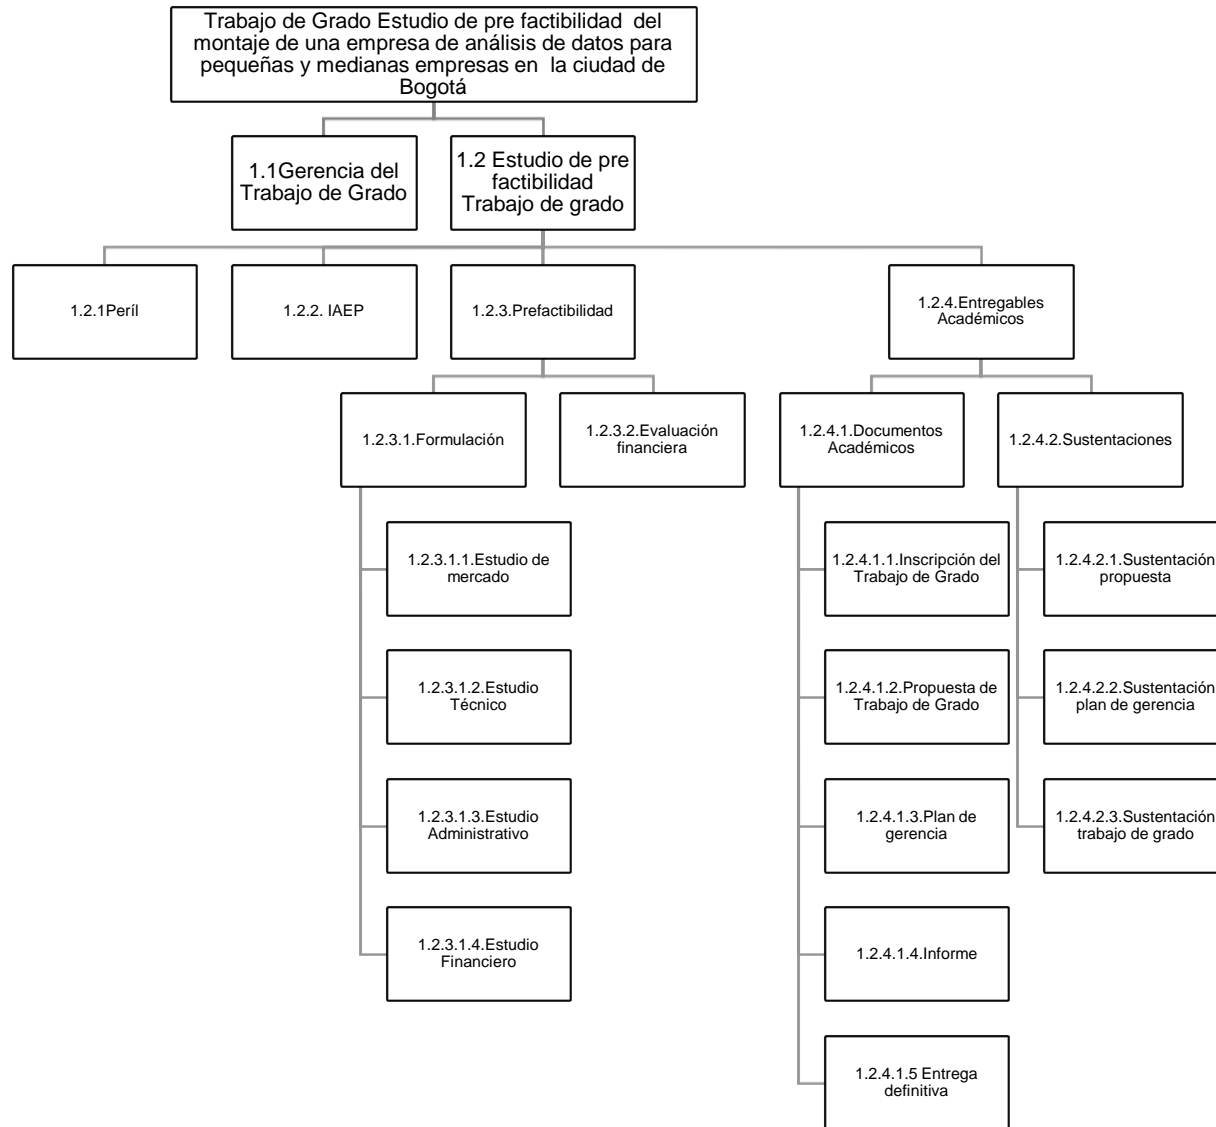 Trabajo de Grado Estudio de pre factibilidad  del
montaje de una empresa de análisis de datos para
pequeñas y medianas empresas en  la ciudad de
Bogotá
1.1Gerencia del
Trabajo de Grado
1.2 Estudio de pre
factibilidad
Trabajo de grado
1.2.1Períl
1.2.2. IAEP
1.2.3.Prefactibilidad
1.2.4.Entregables
Académicos
1.2.3.1.Formulación
1.2.3.2.Evaluación
financiera
1.2.4.1.Documentos
Académicos
1.2.4.2.Sustentaciones
1.2.3.1.1.Estudio de
mercado
1.2.3.1.2.Estudio
Técnico
1.2.3.1.3.Estudio
Administrativo
1.2.3.1.4.Estudio
Financiero
1.2.4.1.1.Inscripción del
Trabajo de Grado
1.2.4.1.2.Propuesta de
Trabajo de Grado
1.2.4.1.3.Plan de
gerencia
1.2.4.1.4.Informe
1.2.4.1.5 Entrega
definitiva
1.2.4.2.1.Sustentación
propuesta
1.2.4.2.2.Sustentación
plan de gerencia
1.2.4.2.3.Sustentación
trabajo de grado